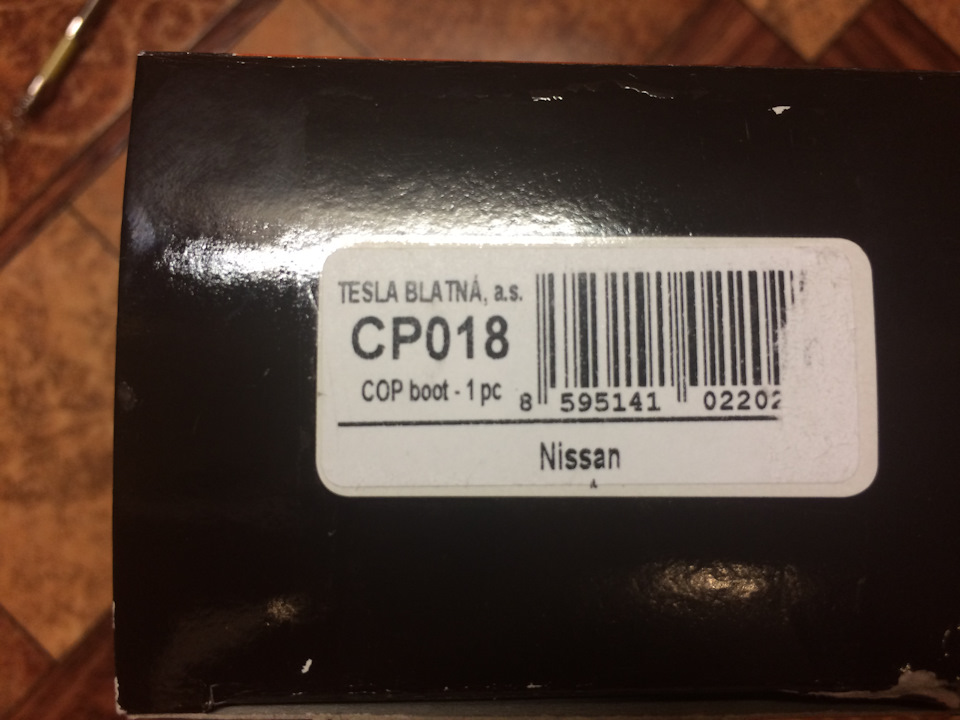 TESLA BLATNÁ, a.s.
CP018
COP boot - 1 pc
8 595141 02202
Nissan